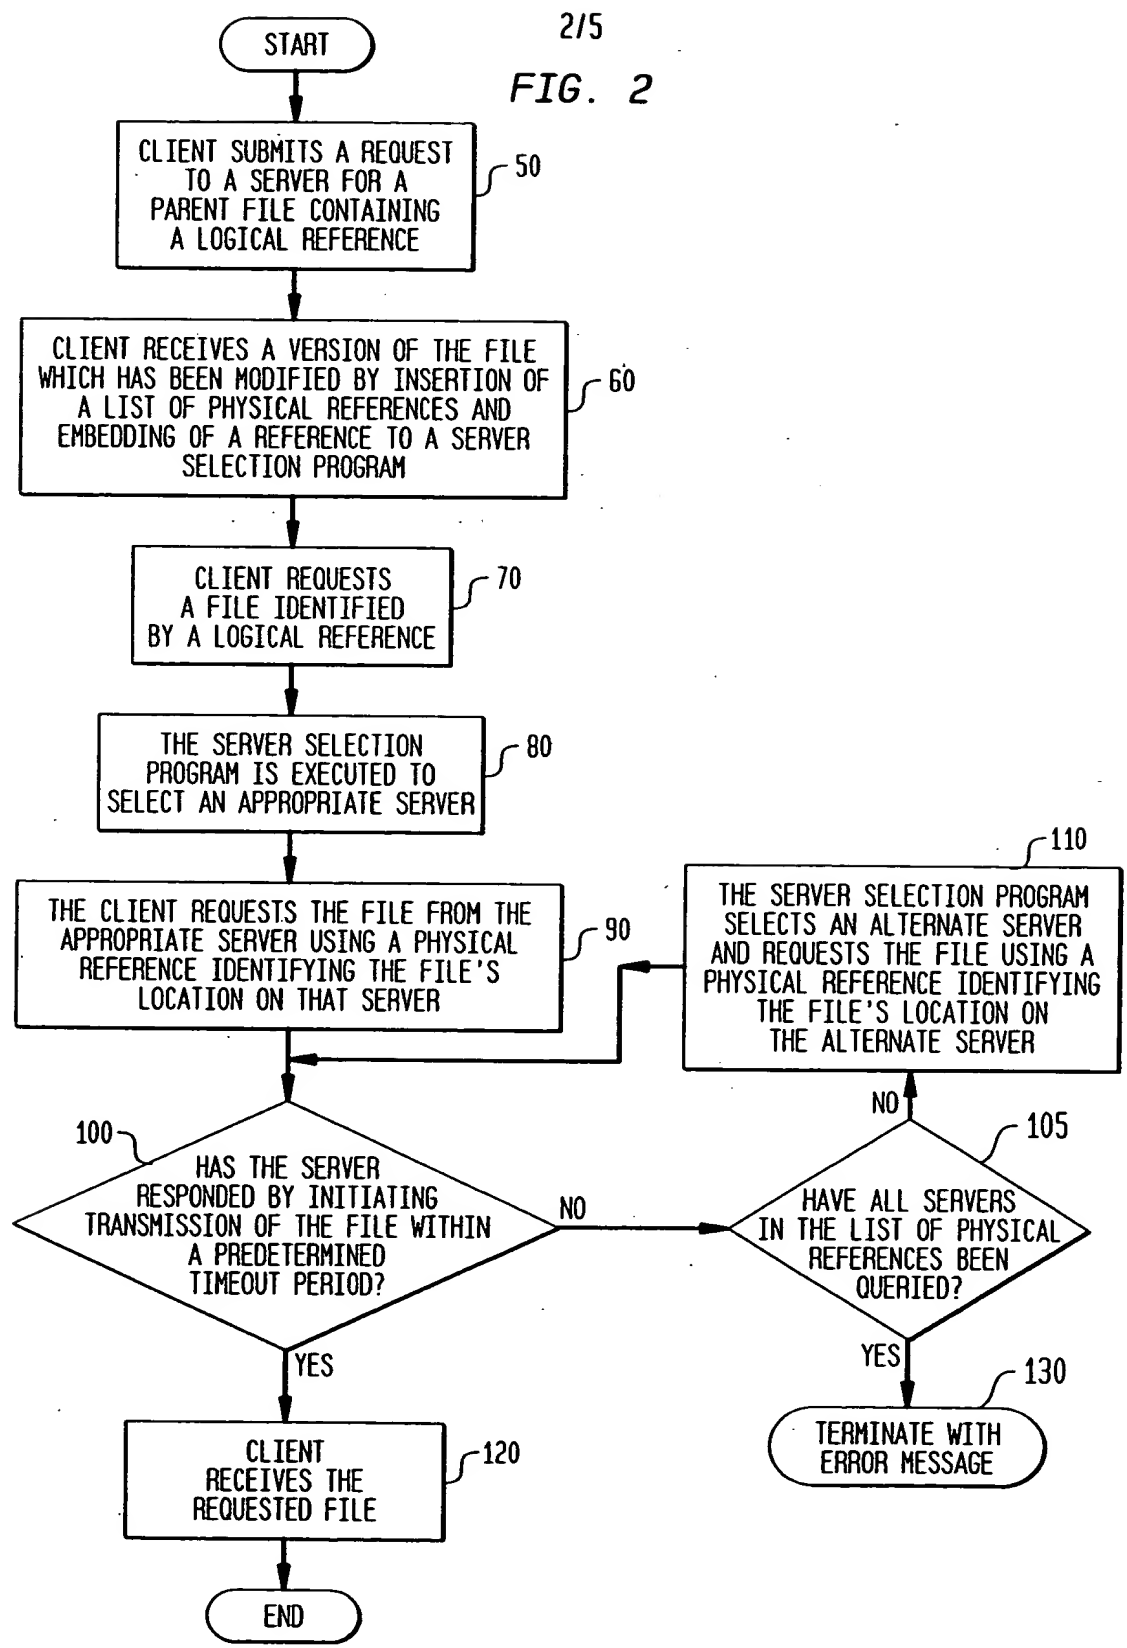 2/5
FIG. 2
START
CLIENT SUBMITS A REQUEST
TO A SERVER FOR A
PARENT FILE CONTAINING
A LOGICAL REFERENCE
50
CLIENT RECEIVES A VERSION OF THE FILE
WHICH HAS BEEN MODIFIED BY INSERTION OF
A LIST OF PHYSICAL REFERENCES AND
EMBEDDING OF A REFERENCE TO A SERVER
SELECTION PROGRAM
60
CLIENT REQUESTS
A FILE IDENTIFIED
BY A LOGICAL REFERENCE
70
THE SERVER SELECTION
PROGRAM IS EXECUTED TO
SELECT AN APPROPRIATE SERVER
80
THE CLIENT REQUESTS THE FILE FROM THE
APPROPRIATE SERVER USING A PHYSICAL
REFERENCE IDENTIFYING THE FILE'S
LOCATION ON THAT SERVER
90
110
THE SERVER SELECTION PROGRAM
SELECTS AN ALTERNATE SERVER
AND REQUESTS THE FILE USING A
PHYSICAL REFERENCE IDENTIFYING
THE FILE'S LOCATION ON
THE ALTERNATE SERVER
100
HAS THE SERVER
RESPONDED BY INITIATING
TRANSMISSION OF THE FILE WITHIN
A PREDETERMINED
TIMEOUT PERIOD?
NO
NO
105
HAVE ALL SERVERS
IN THE LIST OF PHYSICAL
REFERENCES BEEN
QUERIED?
YES
YES
130
TERMINATE WITH
ERROR MESSAGE
CLIENT
RECEIVES THE
REQUESTED FILE
120
END